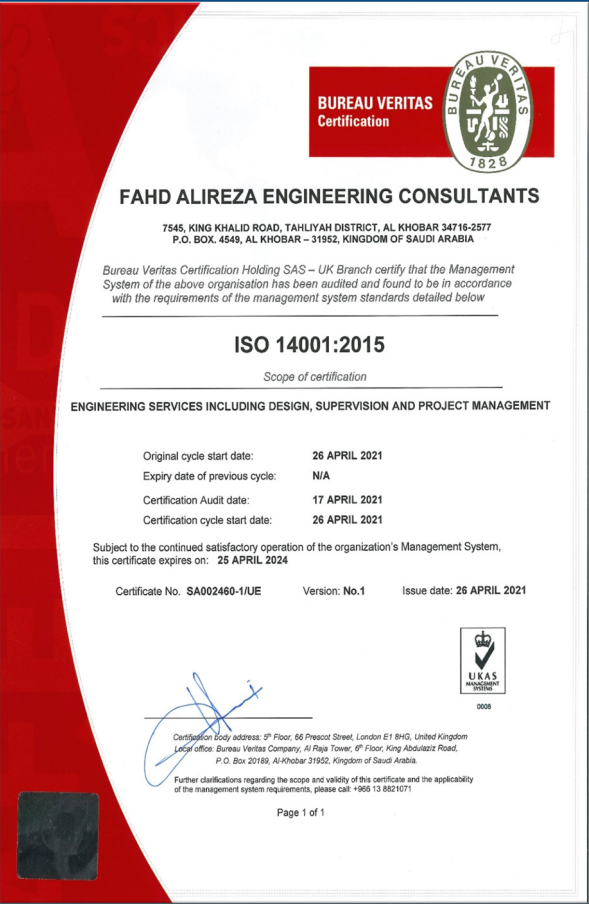 BUREAU VERITAS
Certification
BUREAU VERITAS
1828
FAHD ALIREZA ENGINEERING CONSULTANTS
7545, KING KHALID ROAD, TAHLIYAH DISTRICT, AL KHOBAR 34716-2577
P.O. BOX. 4549, AL KHOBAR – 31952, KINGDOM OF SAUDI ARABIA
Bureau Veritas Certification Holding SAS – UK Branch certify that the Management
System of the above organisation has been audited and found to be in accordance
with the requirements of the management system standards detailed below
ISO 14001:2015
Scope of certification
ENGINEERING SERVICES INCLUDING DESIGN, SUPERVISION AND PROJECT MANAGEMENT
Original cycle start date: 26 APRIL 2021
Expiry date of previous cycle: N/A
Certification Audit date: 17 APRIL 2021
Certification cycle start date: 26 APRIL 2021
Subject to the continued satisfactory operation of the organization's Management System,
this certificate expires on: 25 APRIL 2024
Certificate No. SA002460-1/UE Version: No.1 Issue date: 26 APRIL 2021
UKAS
MANAGEMENT
SYSTEMS
0008
Certification body address: 5th Floor, 66 Prescot Street, London E1 8HG, United Kingdom
Local office: Bureau Veritas Company, Al Raja Tower, 6th Floor, King Abdulaziz Road,
P.O. Box 20189, Al-Khobar 31952, Kingdom of Saudi Arabia.
Further clarifications regarding the scope and validity of this certificate and the applicability
of the management system requirements, please call: +966 13 8821071
Page 1 of 1